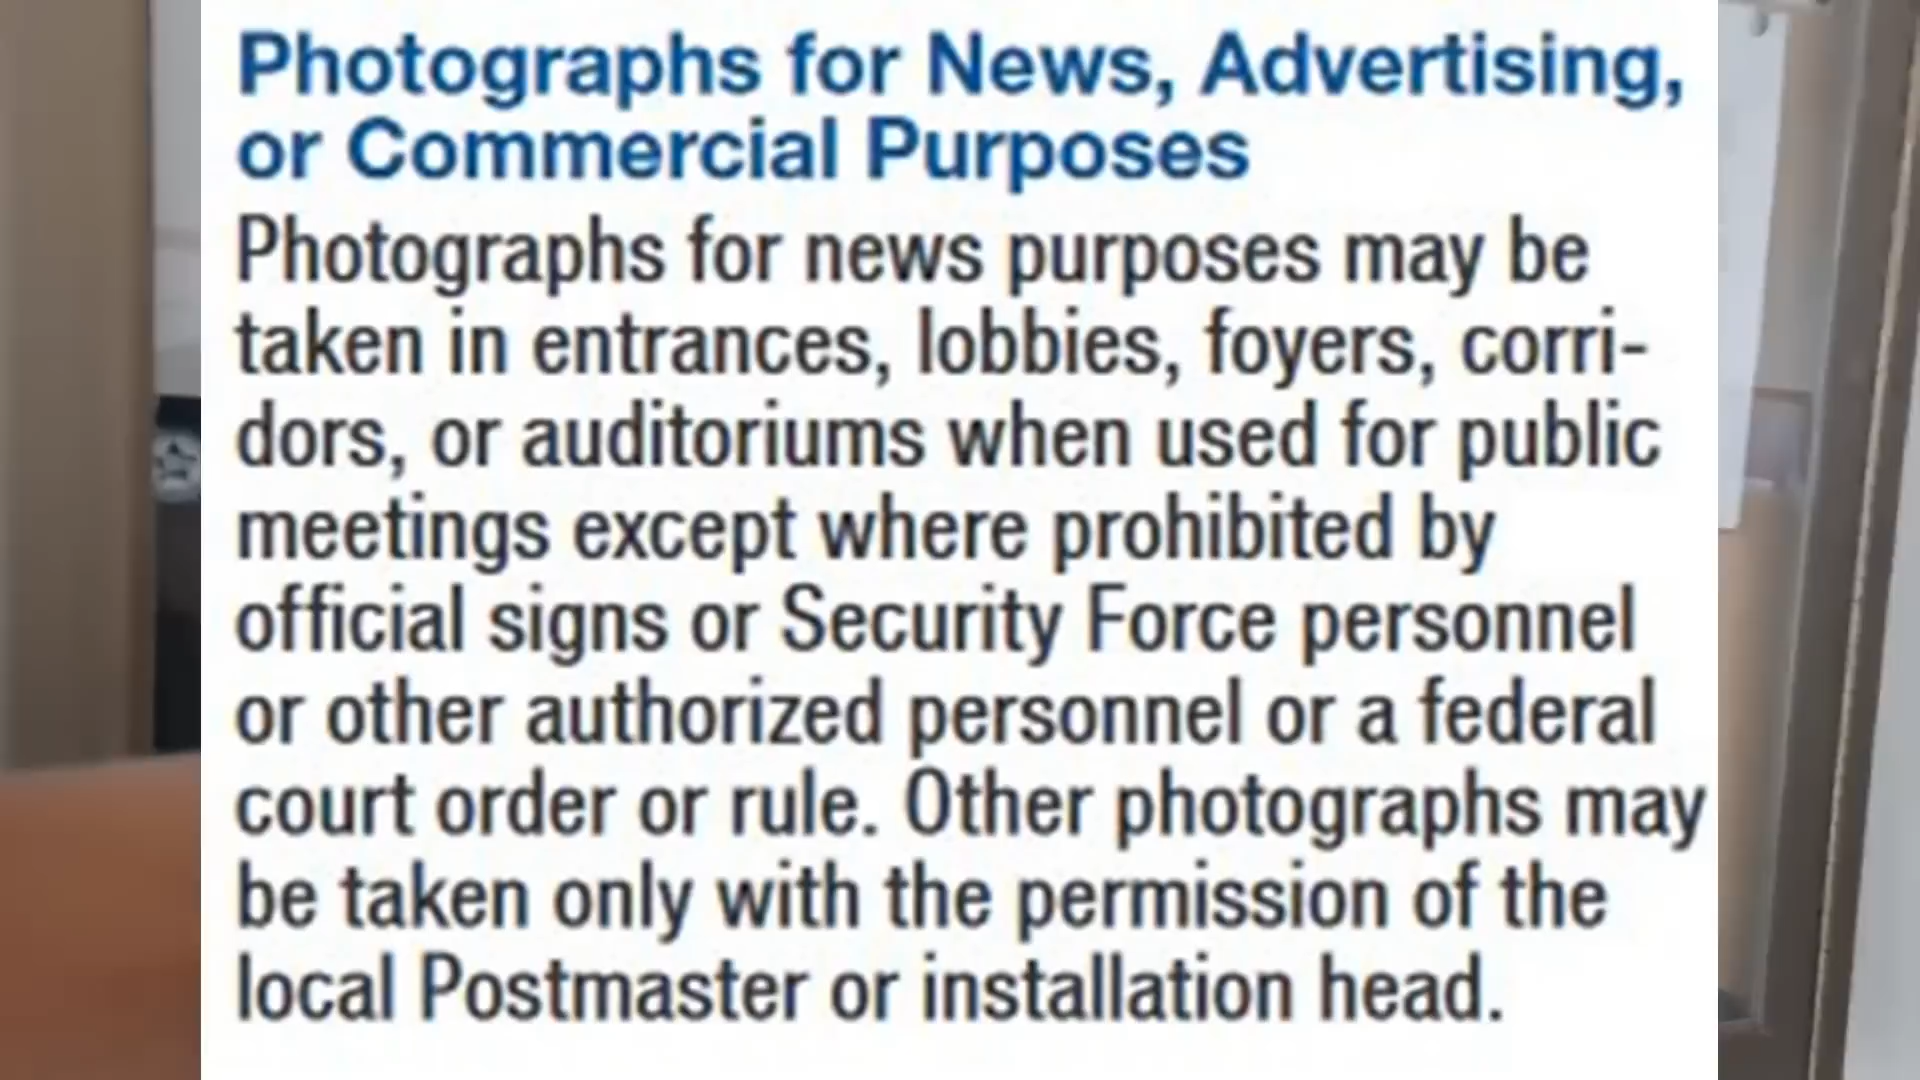 Photographs for News, Advertising,
or Commercial Purposes
Photographs for news purposes may be
taken in entrances, lobbies, foyers, corri-
dors, or auditoriums when used for public
meetings except where prohibited by
official signs or Security Force personnel
or other authorized personnel or a federal
court order or rule. Other photographs may
be taken only with the permission of the
local Postmaster or installation head.